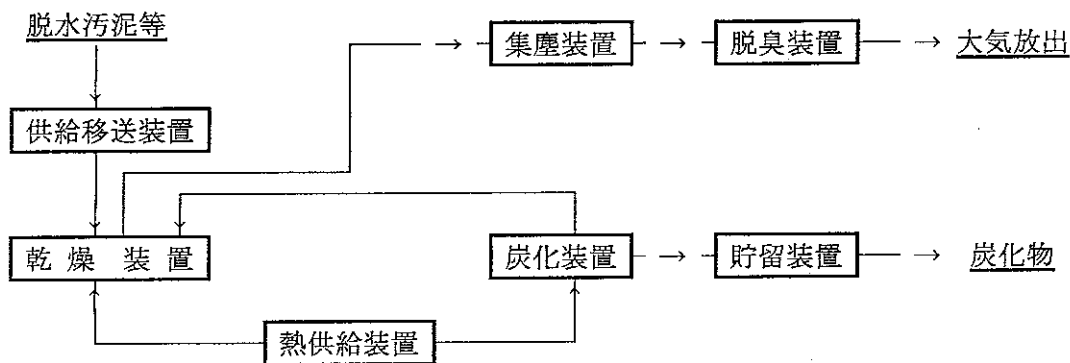 脱水汚泥等
集塵装置
脱臭装置
大気放出
供給移送装置
乾燥装置
炭化装置
貯留装置
炭化物
熱供給装置